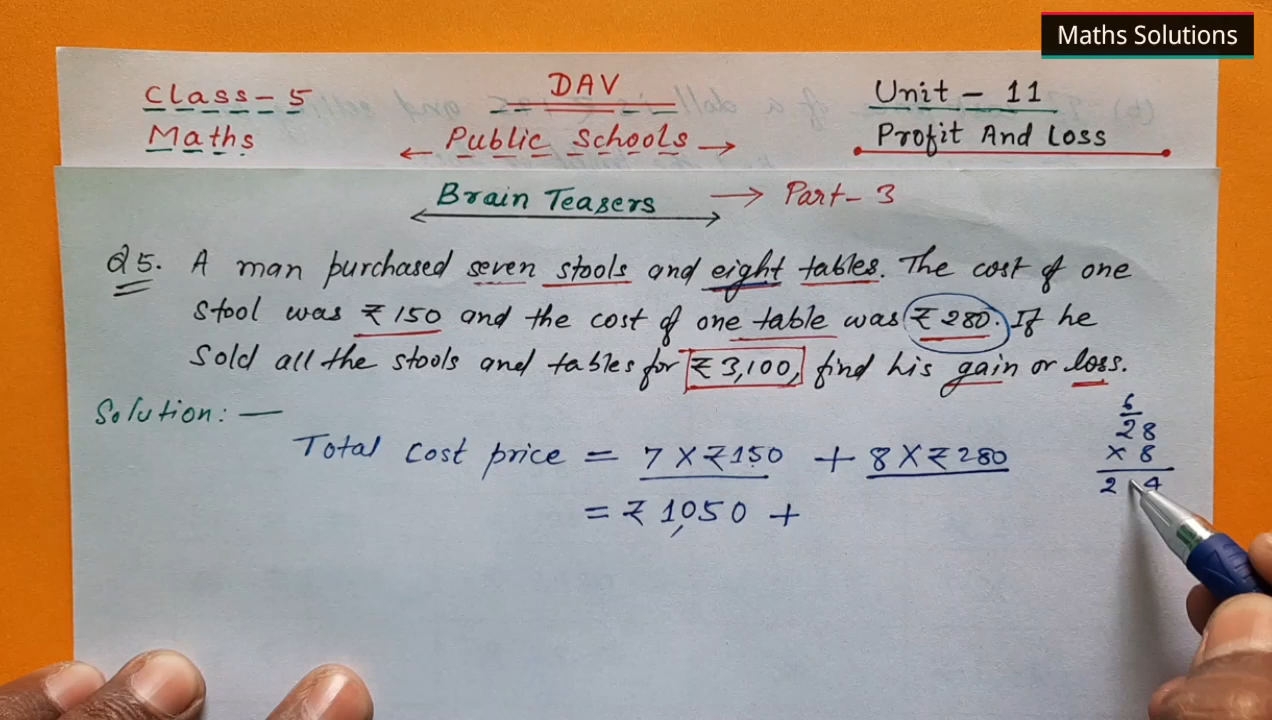 Maths Solutions
Class-5 DAV Unit - 11
Maths Public Schools Profit And Loss
Brain Teasers → Part-3
Q5. A man purchased seven stools and eight tables. The cost of one
stool was ₹150 and the cost of one table was ₹280. If he
Sold all the stools and tables for ₹3,100, find his gain or loss.
Solution:—
Total cost price = 7 X ₹150 + 8 X ₹280
= ₹1,050 +
6
28
X 8
2 4